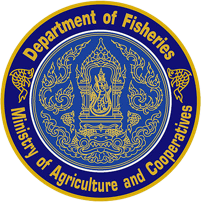 Department of Fisheries
Ministry of Agriculture and Cooperatives